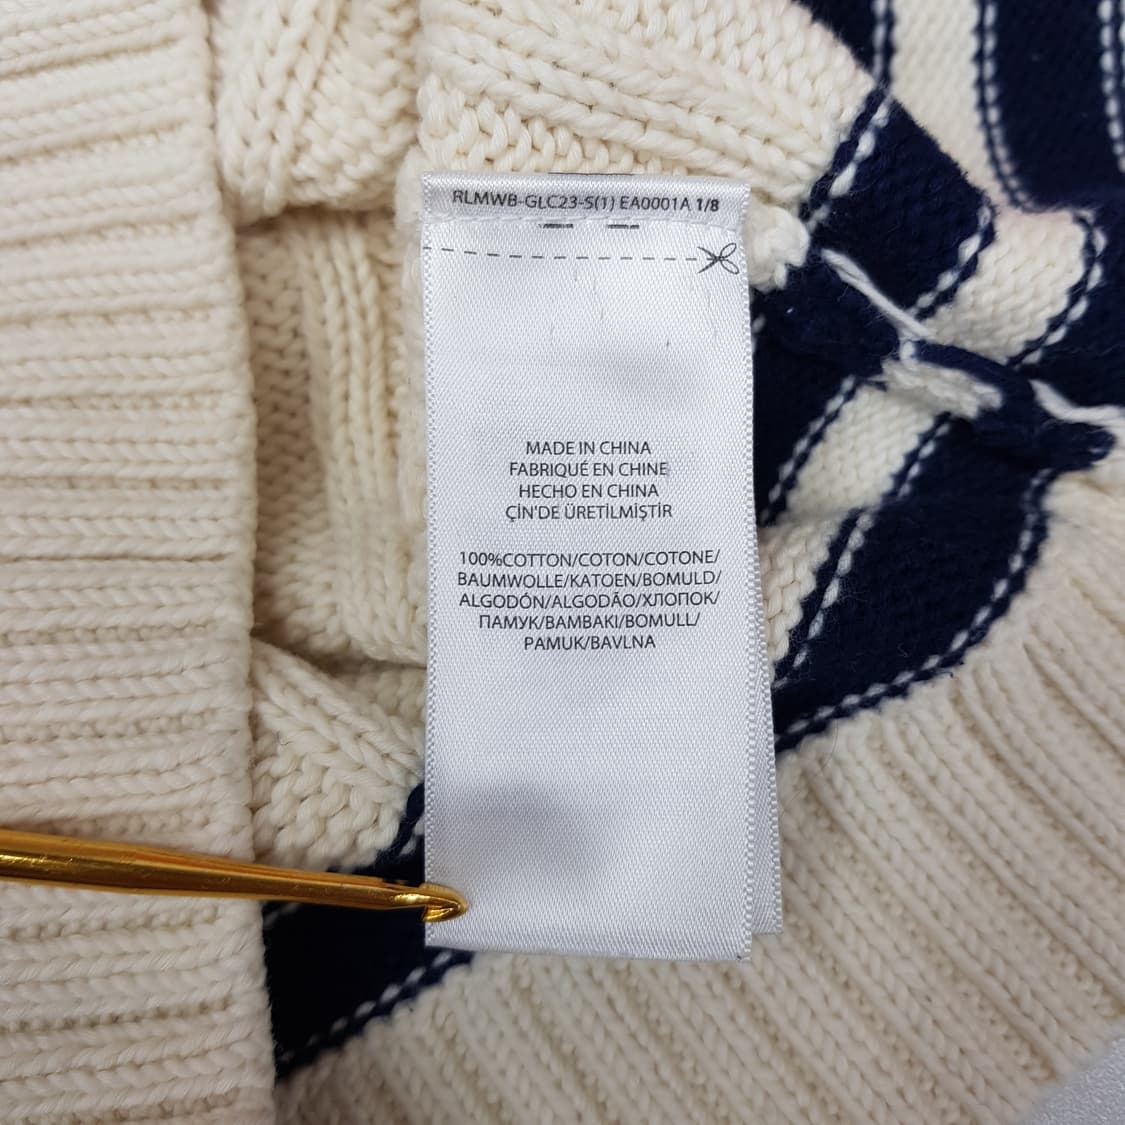 RLMWB-GLC23-S(1) EA0001A 1/8
MADE IN CHINA
FABRIQUÉ EN CHINE
HECHO EN CHINA
ÇİN'DE ÜRETİLMİŞTİR
100%COTTON/COTON/COTONE/
BAUMWOLLE/KATOEN/BOMULD/
ALGODÓN/ALGODÃO/ХЛОПОК/
ПАМУК/BAMBAKI/BOMULL/
PAMUK/BAVLNA